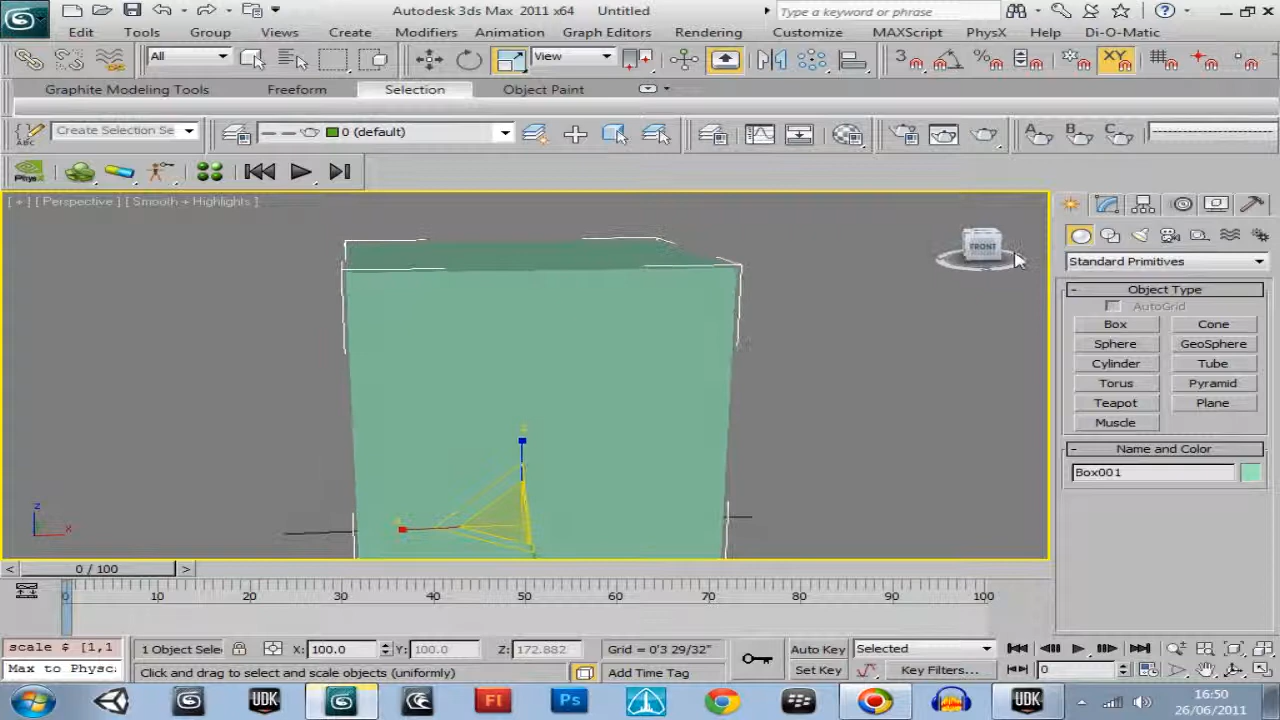 Autodesk 3ds Max 2011 x64 Untitled
Type a keyword or phrase
Edit Tools Group Views Create Modifiers Animation Graph Editors Rendering Customize MAXScript PhysX Help Di-O-Matic
All View 3 XY
Graphite Modeling Tools Freeform Selection Object Paint
ABC Create Selection Se 0 (default) A B C
[ + ] [ Perspective ] [ Smooth + Highlights ]
FRONT
Standard Primitives
- Object Type
AutoGrid
Box Cone
Sphere GeoSphere
Cylinder Tube
Torus Pyramid
Teapot Plane
Muscle
- Name and Color
Box001
z
x
< 0 / 100 >
0 10 20 30 40 50 60 70 80 90 100
scale $ [1,1 1 Object Sele X: 100.0 Y: 100.0 Z: 172.882 Grid = 0'3 29/32" Auto Key Selected
Max to Physc: Click and drag to select and scale objects (uniformly) Add Time Tag Set Key Key Filters... 0
UDK Fl Ps UDK
16:50
26/06/2011